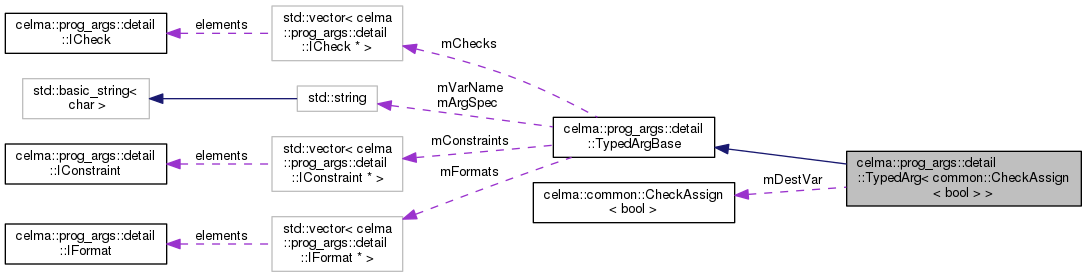 celma::prog_args::detail
::ICheck
elements
std::vector< celma
::prog_args::detail
::ICheck * >
mChecks
std::basic_string<
char >
std::string
mVarName
mArgSpec
celma::prog_args::detail
::IConstraint
elements
std::vector< celma
::prog_args::detail
::IConstraint * >
mConstraints
mFormats
celma::prog_args::detail
::IFormat
elements
std::vector< celma
::prog_args::detail
::IFormat * >
celma::prog_args::detail
::TypedArgBase
celma::common::CheckAssign
< bool >
mDestVar
celma::prog_args::detail
::TypedArg< common::CheckAssign
< bool > >